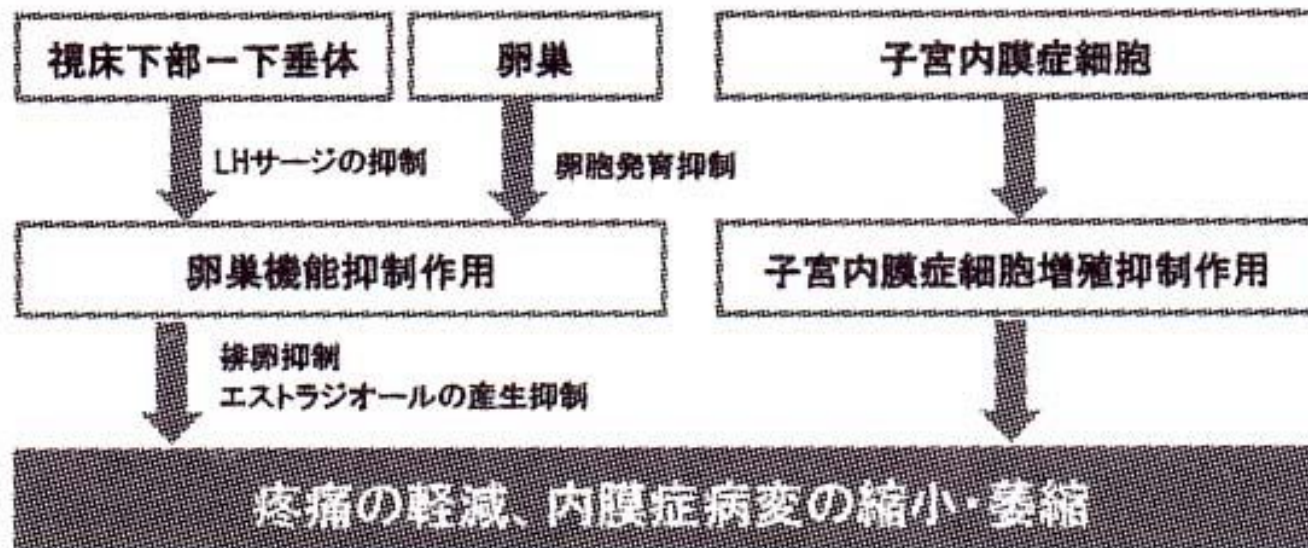 視床下部ー下垂体
卵巣
子宮内膜症細胞
LHサージの抑制
卵胞発育抑制
卵巣機能抑制作用
子宮内膜症細胞増殖抑制作用
排卵抑制
エストラジオールの産生抑制
疼痛の軽減、内膜症病変の縮小・萎縮